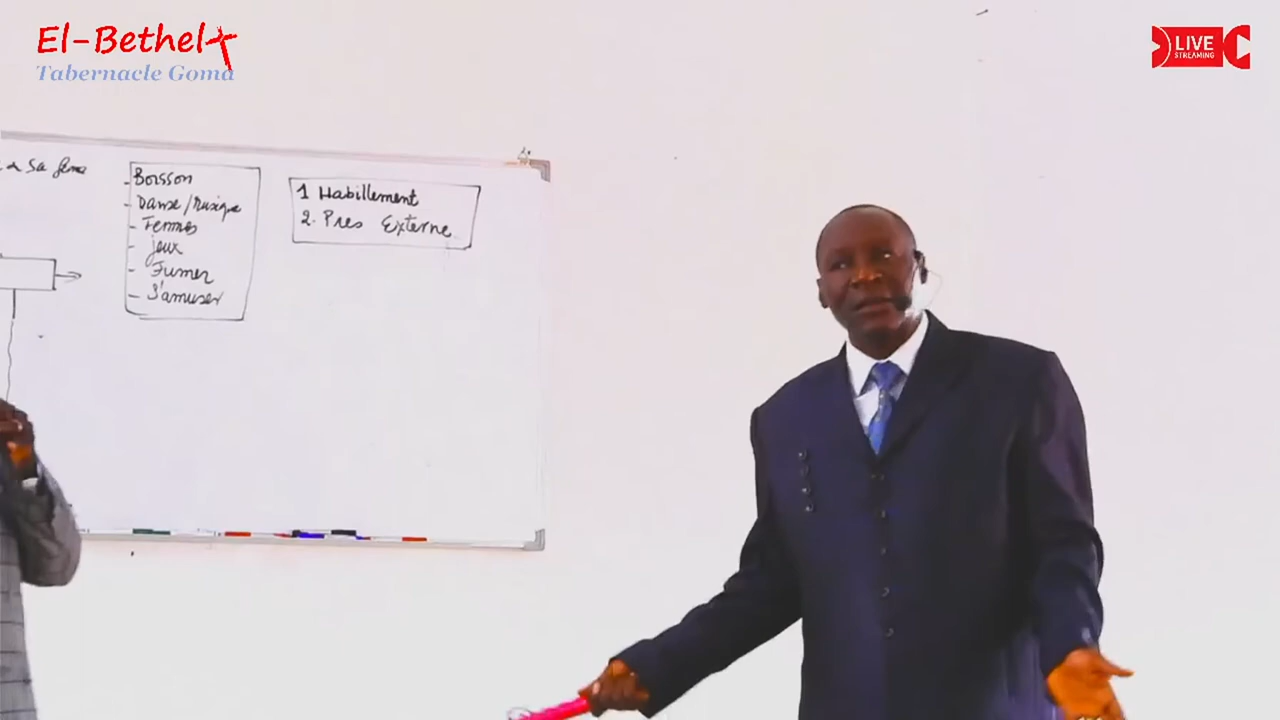 El-Bethel
Tabernacle Goma
LIVE
STREAMING
sa feme
- Boisson
- Danse/Musique
- Femmes
- jeux
- Fumer
- S'amuser
1 Habillement
2. Pres Externe